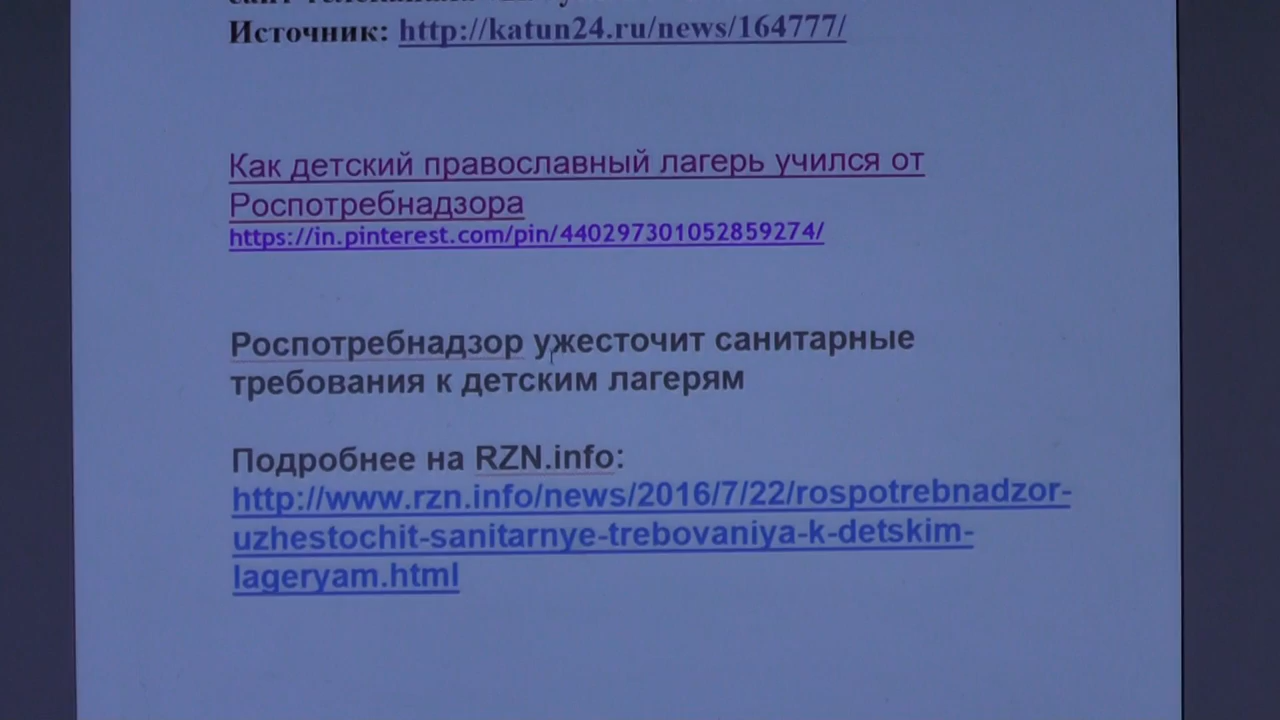 Источник: http://katun24.ru/news/164777/
Как детский православный лагерь учился от
Роспотребнадзора
https://in.pinterest.com/pin/440297301052859274/
Роспотребнадзор ужесточит санитарные
требования к детским лагерям
Подробнее на RZN.info:
http://www.rzn.info/news/2016/7/22/rospotrebnadzor-
uzhestochit-sanitarnye-trebovaniya-k-detskim-
lageryam.html